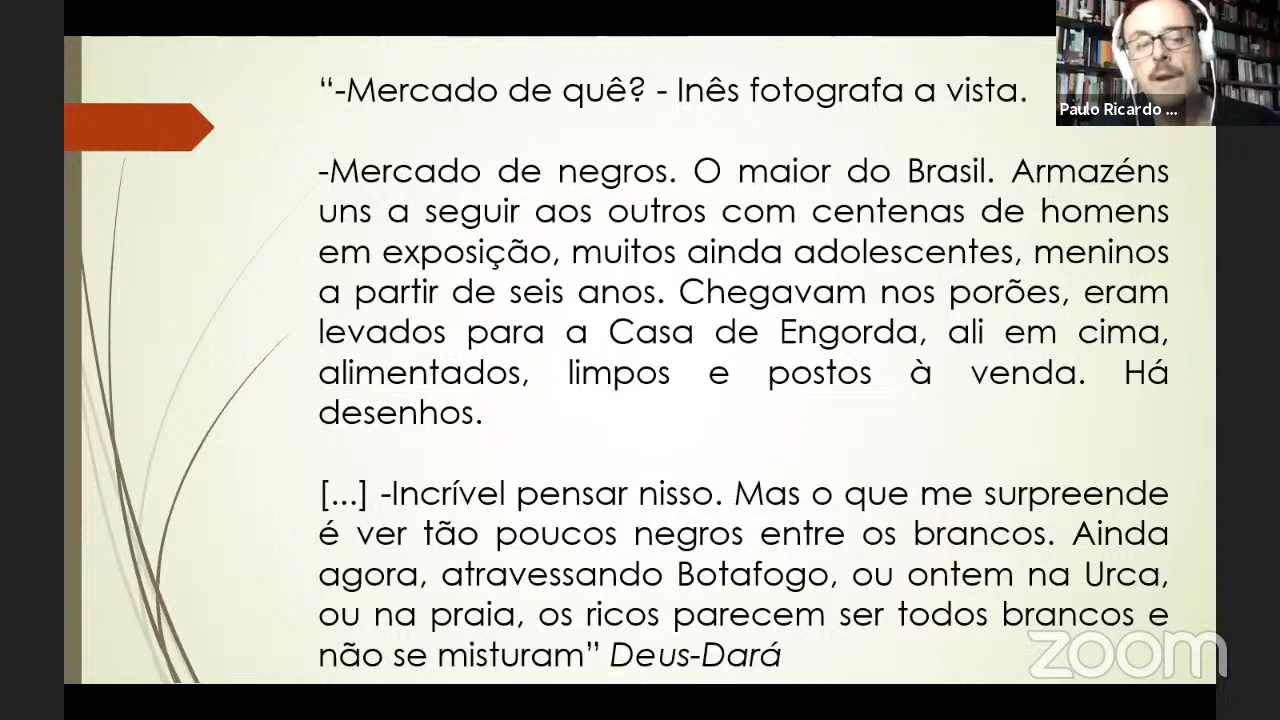 “-Mercado de quê? - Inês fotografa a vista.
Paulo Ricardo ...
-Mercado de negros. O maior do Brasil. Armazéns
uns a seguir aos outros com centenas de homens
em exposição, muitos ainda adolescentes, meninos
a partir de seis anos. Chegavam nos porões, eram
levados para a Casa de Engorda, ali em cima,
alimentados, limpos e postos à venda. Há
desenhos.
[...] -Incrível pensar nisso. Mas o que me surpreende
é ver tão poucos negros entre os brancos. Ainda
agora, atravessando Botafogo, ou ontem na Urca,
ou na praia, os ricos parecem ser todos brancos e
não se misturam” Deus-Dará
zoom